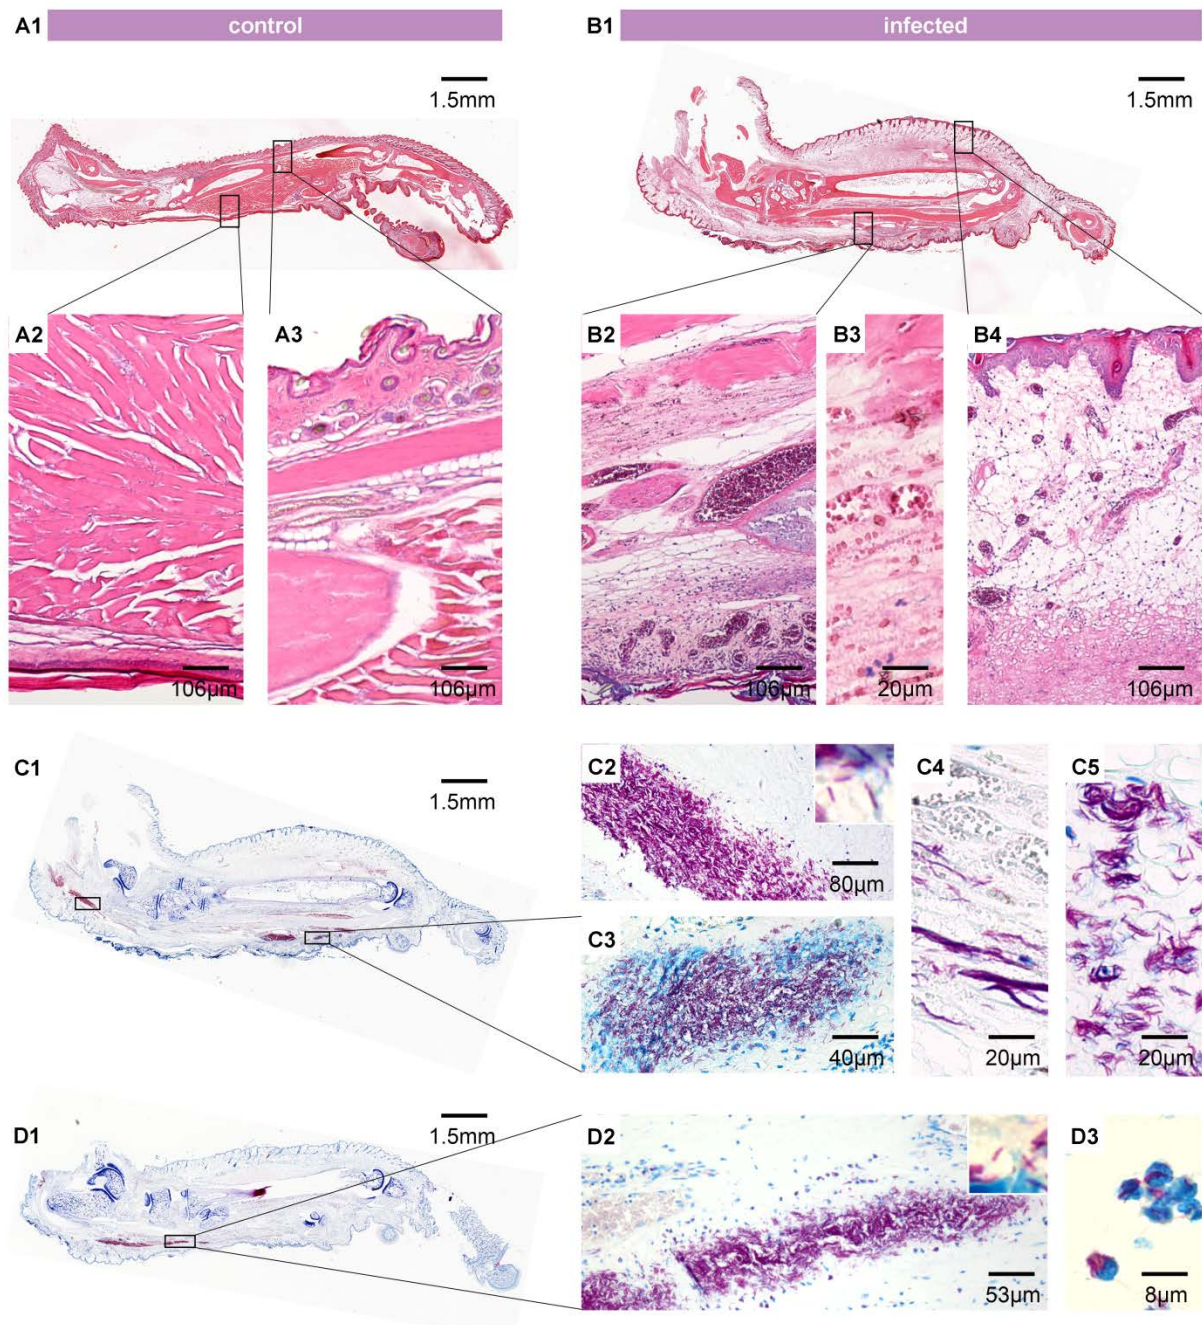 A1 control
B1 infected
1.5mm
1.5mm
A2
A3
B2
B3
B4
106µm
106µm
106µm
20µm
106µm
C1
1.5mm
C2
C4
C5
80µm
C3
40µm
20µm
20µm
D1
1.5mm
D2
D3
53µm
8µm